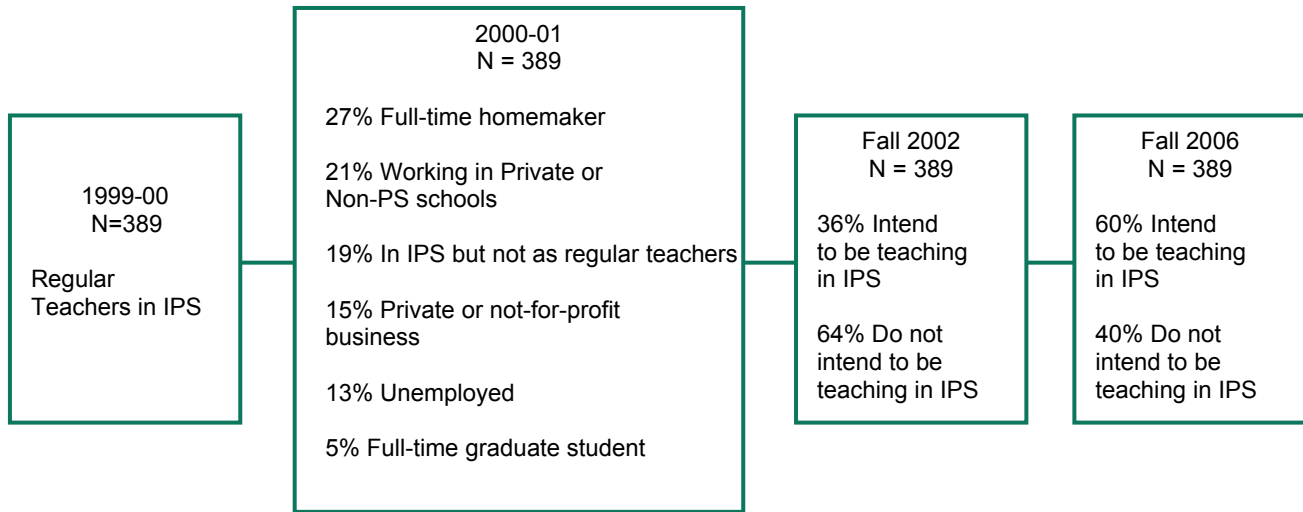 1999-00
N=389
Regular
Teachers in IPS
2000-01
N = 389
27% Full-time homemaker
21% Working in Private or
Non-PS schools
19% In IPS but not as regular teachers
15% Private or not-for-profit
business
13% Unemployed
5% Full-time graduate student
Fall 2002
N = 389
36% Intend
to be teaching
in IPS
64% Do not
intend to be
teaching in IPS
Fall 2006
N = 389
60% Intend
to be teaching
in IPS
40% Do not
intend to be
teaching in IPS